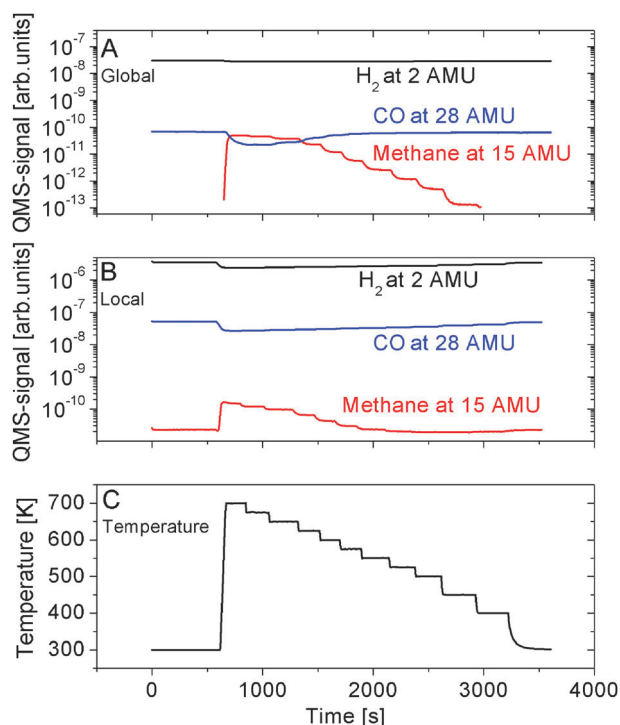 QMS-signal [arb.units]
10⁻⁷
10⁻⁸
10⁻⁹
10⁻¹⁰
10⁻¹¹
10⁻¹²
10⁻¹³
A
Global
H₂ at 2 AMU
CO at 28 AMU
Methane at 15 AMU
QMS-signal [arb.units]
10⁻⁶
10⁻⁷
10⁻⁸
10⁻⁹
10⁻¹⁰
B
Local
H₂ at 2 AMU
CO at 28 AMU
Methane at 15 AMU
Temperature [K]
700
600
500
400
300
C
Temperature
0 1000 2000 3000 4000
Time [s]